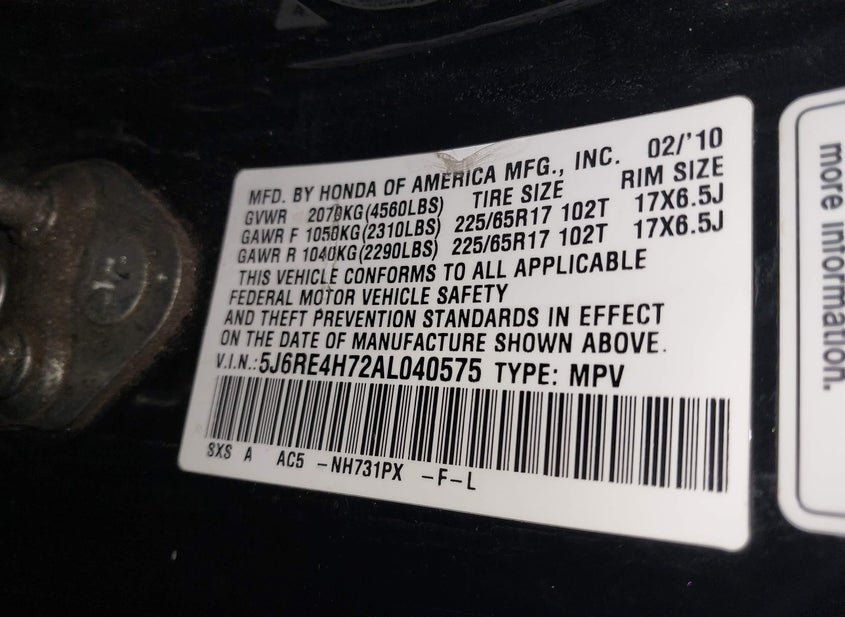 MFD. BY HONDA OF AMERICA MFG., INC. 02/'10
GVWR 2070KG(4560LBS) TIRE SIZE RIM SIZE
GAWR F 1050KG(2310LBS) 225/65R17 102T 17X6.5J
GAWR R 1040KG(2290LBS) 225/65R17 102T 17X6.5J
THIS VEHICLE CONFORMS TO ALL APPLICABLE
FEDERAL MOTOR VEHICLE SAFETY
AND THEFT PREVENTION STANDARDS IN EFFECT
ON THE DATE OF MANUFACTURE SHOWN ABOVE.
V.I.N.:5J6RE4H72AL040575 TYPE: MPV
SXS A AC5 -NH731PX -F-L
more information.